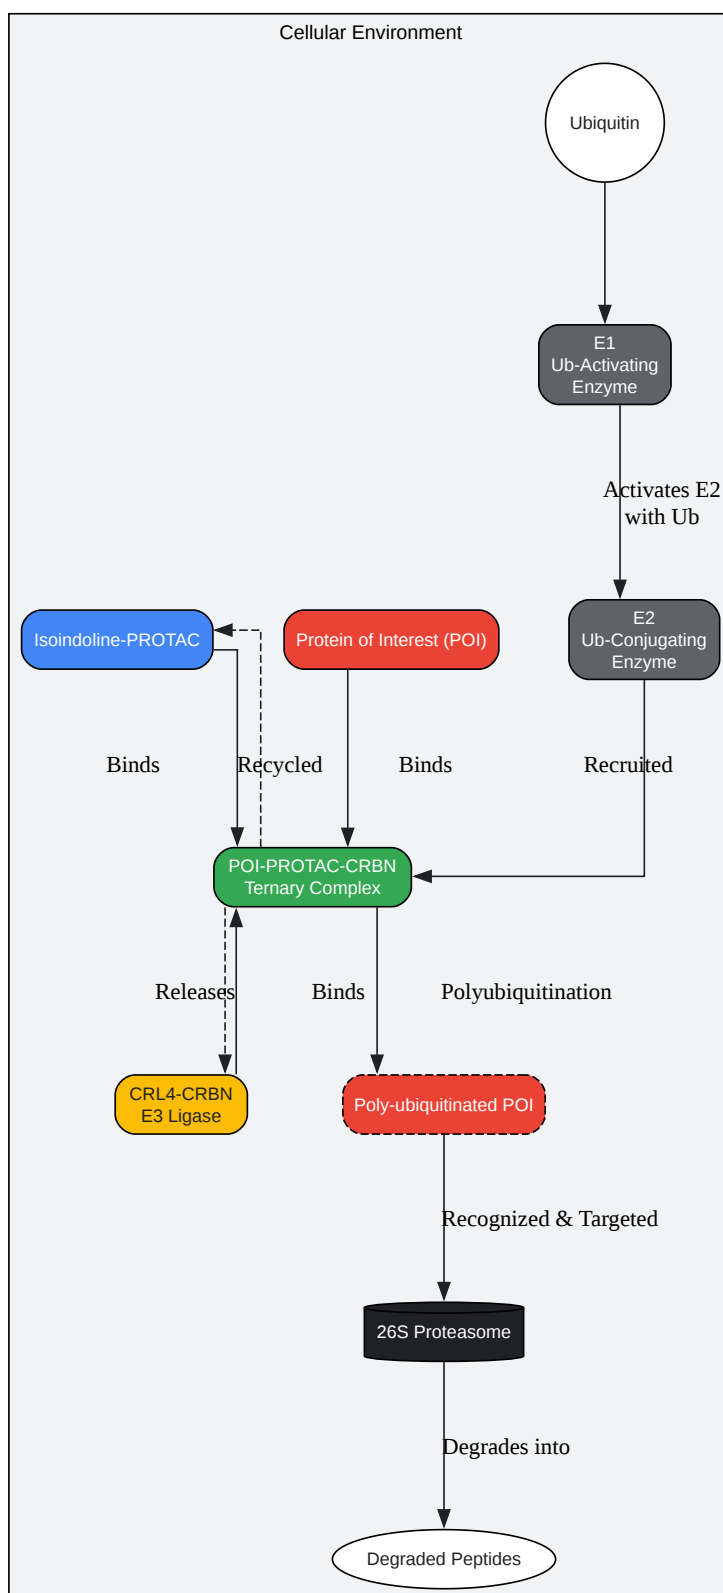 Cellular Environment
Ubiquitin
E1
Ub-Activating
Enzyme
Activates E2
with Ub
Isoindoline-PROTAC
Protein of Interest (POI)
E2
Ub-Conjugating
Enzyme
Binds
Recycled
Binds
Recruited
POI-PROTAC-CRBN
Ternary Complex
Releases
Binds
Polyubiquitination
CRL4-CRBN
E3 Ligase
Poly-ubiquitinated POI
Recognized & Targeted
26S Proteasome
Degrades into
Degraded Peptides